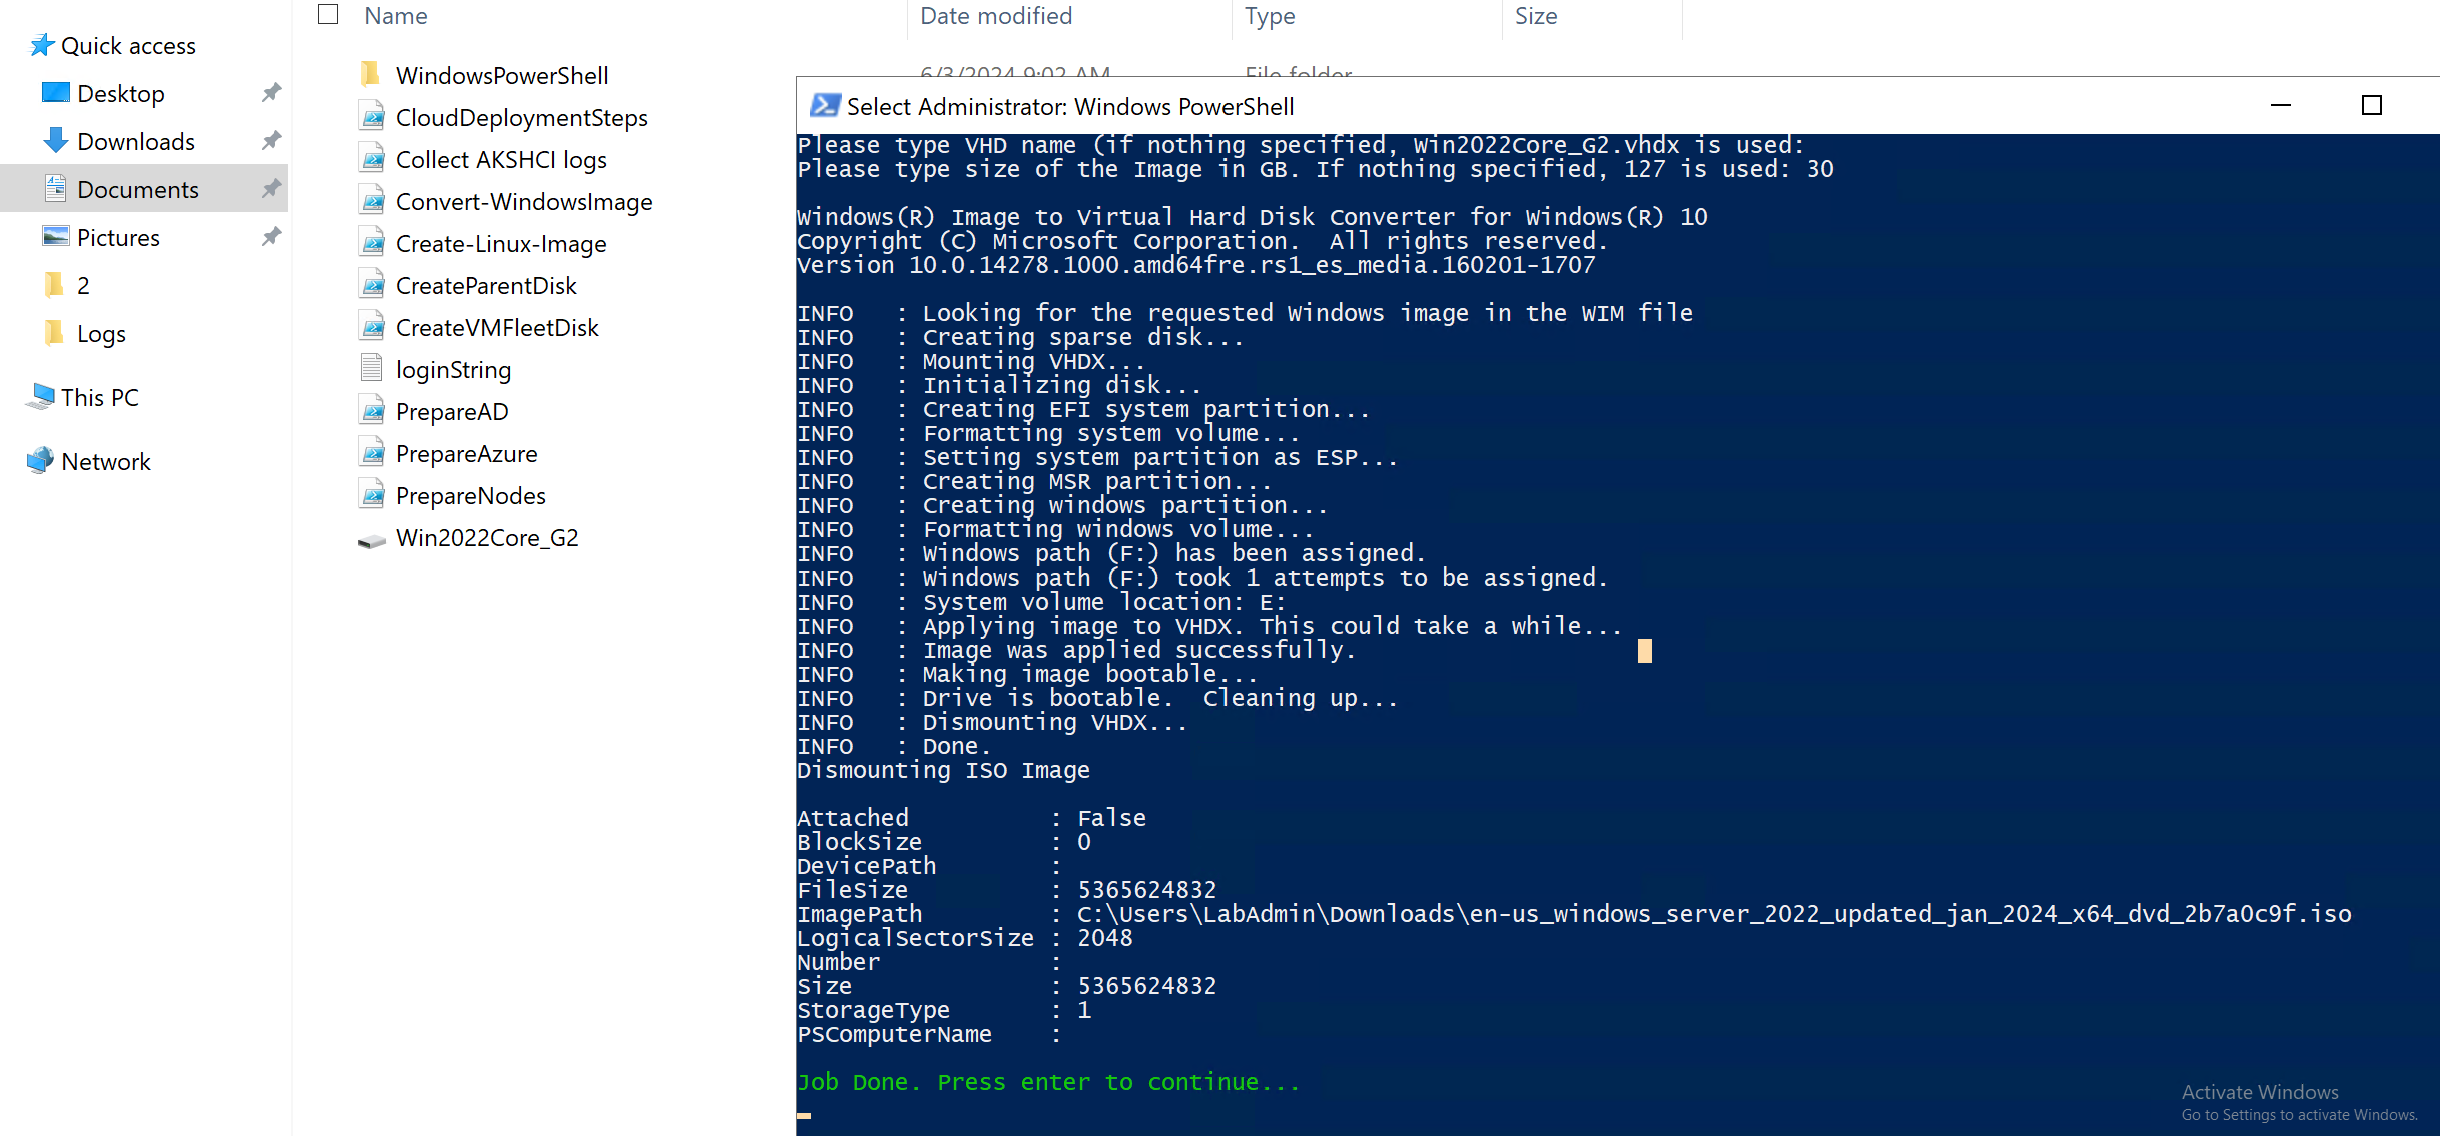 Name Date modified Type Size
Quick access
Desktop
Downloads
Documents
Pictures
2
Logs
This PC
Network
WindowsPowerShell 6/3/2024 9:02 AM File folder
CloudDeploymentSteps
Collect AKSHCI logs
Convert-WindowsImage
Create-Linux-Image
CreateParentDisk
CreateVMFleetDisk
loginString
PrepareAD
PrepareAzure
PrepareNodes
Win2022Core_G2
Select Administrator: Windows PowerShell
Please type VHD name (if nothing specified, Win2022Core_G2.vhdx is used:
Please type size of the Image in GB. If nothing specified, 127 is used: 30
Windows(R) Image to Virtual Hard Disk Converter for Windows(R) 10
Copyright (C) Microsoft Corporation.  All rights reserved.
Version 10.0.14278.1000.amd64fre.rs1_es_media.160201-1707
INFO   : Looking for the requested Windows image in the WIM file
INFO   : Creating sparse disk...
INFO   : Mounting VHDX...
INFO   : Initializing disk...
INFO   : Creating EFI system partition...
INFO   : Formatting system volume...
INFO   : Setting system partition as ESP...
INFO   : Creating MSR partition...
INFO   : Creating windows partition...
INFO   : Formatting windows volume...
INFO   : Windows path (F:) has been assigned.
INFO   : Windows path (F:) took 1 attempts to be assigned.
INFO   : System volume location: E:
INFO   : Applying image to VHDX. This could take a while...
INFO   : Image was applied successfully.
INFO   : Making image bootable...
INFO   : Drive is bootable.  Cleaning up...
INFO   : Dismounting VHDX...
INFO   : Done.
Dismounting ISO Image
Attached          : False
BlockSize         : 0
DevicePath        :
FileSize          : 5365624832
ImagePath         : C:\Users\LabAdmin\Downloads\en-us_windows_server_2022_updated_jan_2024_x64_dvd_2b7a0c9f.iso
LogicalSectorSize : 2048
Number            :
Size              : 5365624832
StorageType       : 1
PSComputerName    :
Job Done. Press enter to continue...
Activate Windows
Go to Settings to activate Windows.